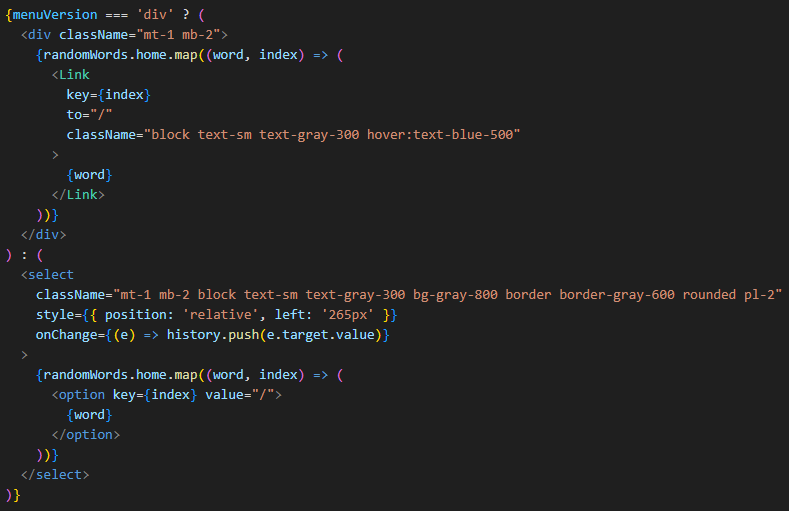 {menuVersion === 'div' ? (
  <div className="mt-1 mb-2">
    {randomWords.home.map((word, index) => (
      <Link
        key={index}
        to="/"
        className="block text-sm text-gray-300 hover:text-blue-500"
      >
        {word}
      </Link>
    ))}
  </div>
) : (
  <select
    className="mt-1 mb-2 block text-sm text-gray-300 bg-gray-800 border border-gray-600 rounded pl-2"
    style={{ position: 'relative', left: '265px' }}
    onChange={(e) => history.push(e.target.value)}
  >
    {randomWords.home.map((word, index) => (
      <option key={index} value="/">
        {word}
      </option>
    ))}
  </select>
)}